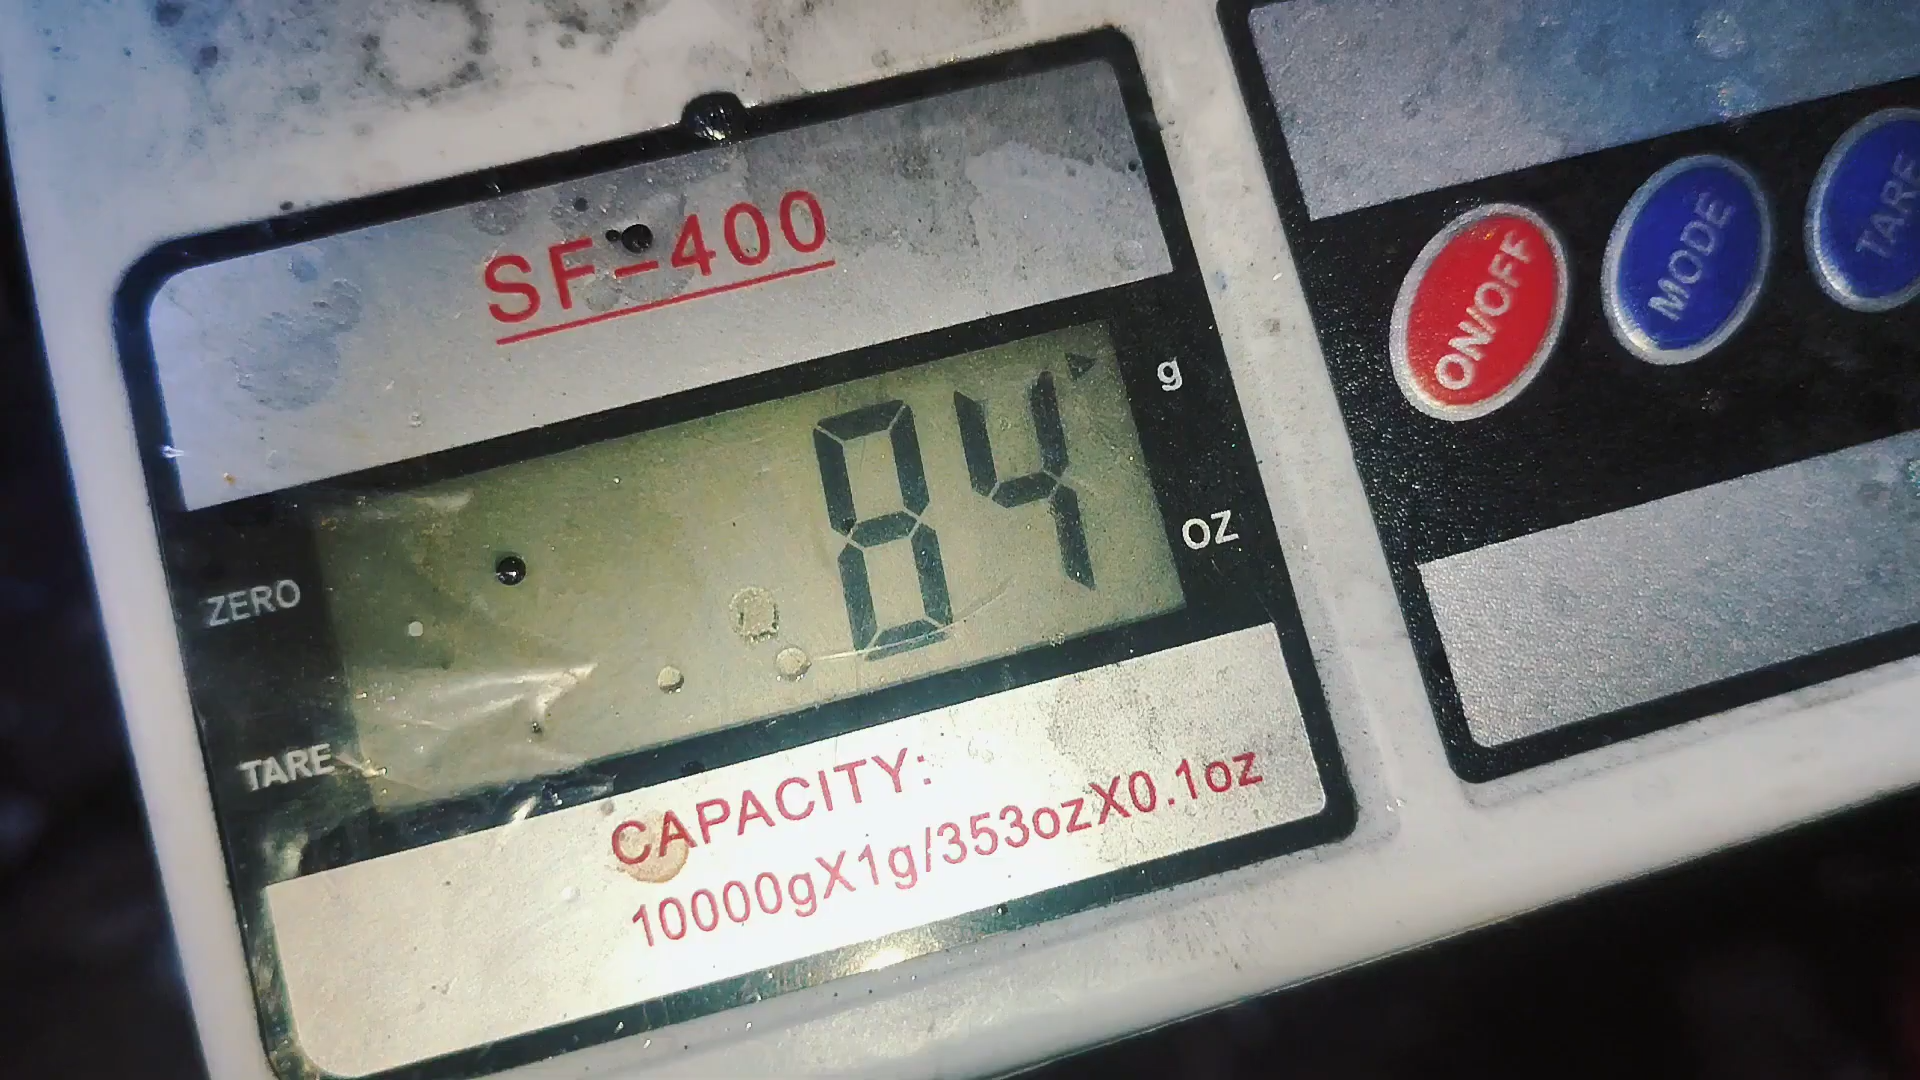 SF-400
84
g
OZ
ZERO
TARE
CAPACITY:
10000gX1g/353ozX0.1oz
ON/OFF
MODE
TARE